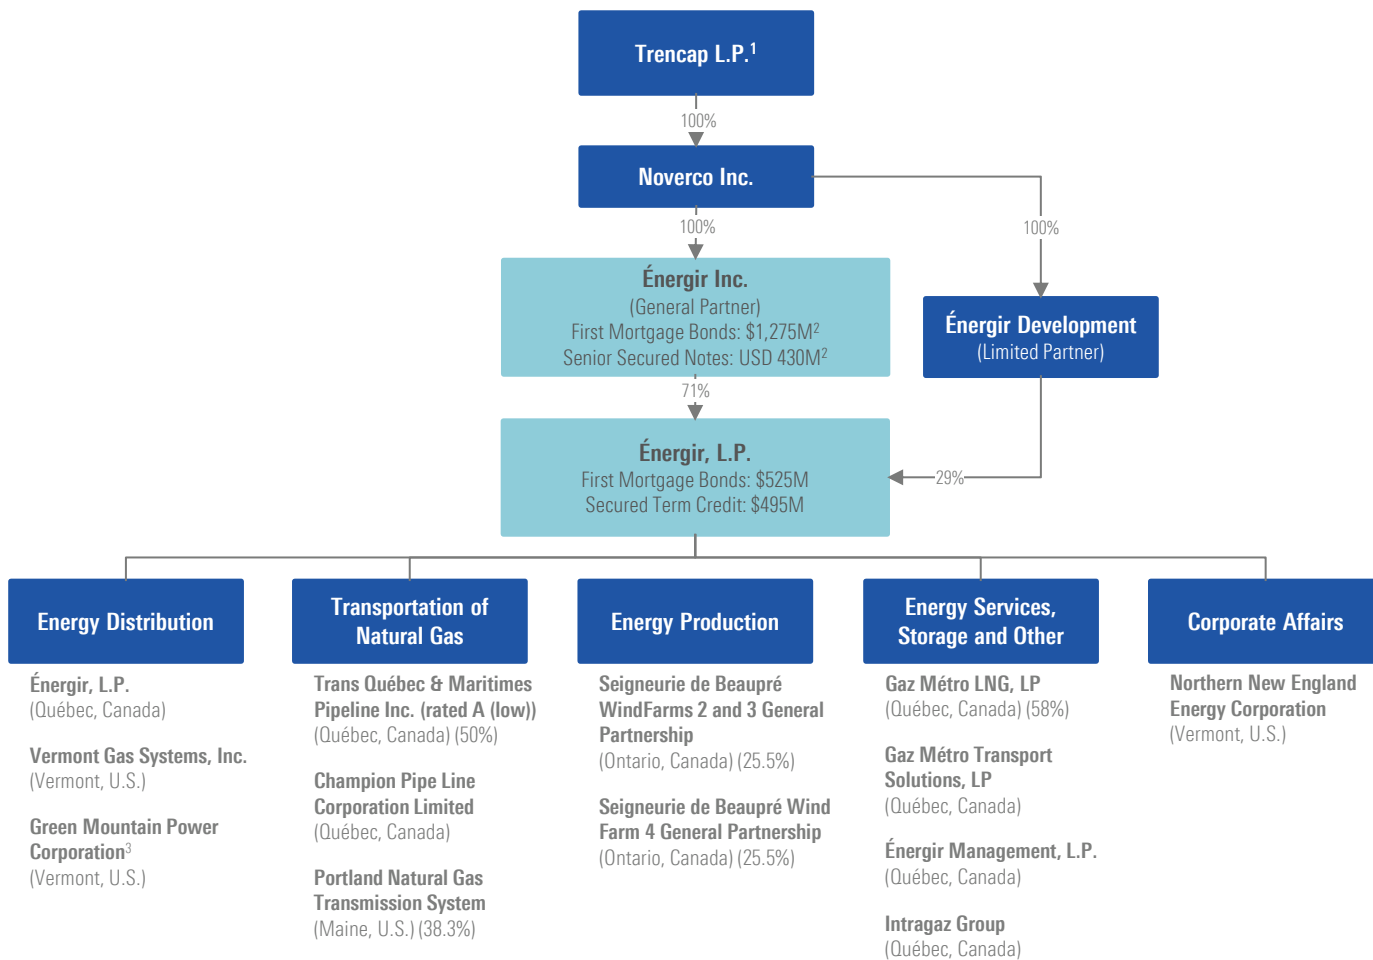 Trencap L.P.¹
100%
Noverco Inc.
100%
100%
Énergir Inc.
(General Partner)
First Mortgage Bonds: $1,275M²
Senior Secured Notes: USD 430M²
Énergir Development
(Limited Partner)
71%
Énergir, L.P.
First Mortgage Bonds: $525M
Secured Term Credit: $495M
29%
Energy Distribution
Énergir, L.P.
(Québec, Canada)
Vermont Gas Systems, Inc.
(Vermont, U.S.)
Green Mountain Power
Corporation³
(Vermont, U.S.)
Transportation of
Natural Gas
Trans Québec & Maritimes
Pipeline Inc. (rated A (low))
(Québec, Canada) (50%)
Champion Pipe Line
Corporation Limited
(Québec, Canada)
Portland Natural Gas
Transmission System
(Maine, U.S.) (38.3%)
Energy Production
Seigneurie de Beaupré
WindFarms 2 and 3 General
Partnership
(Ontario, Canada) (25.5%)
Seigneurie de Beaupré Wind
Farm 4 General Partnership
(Ontario, Canada) (25.5%)
Energy Services,
Storage and Other
Gaz Métro LNG, LP
(Québec, Canada) (58%)
Gaz Métro Transport
Solutions, LP
(Québec, Canada)
Énergir Management, L.P.
(Québec, Canada)
Intragaz Group
(Québec, Canada)
Corporate Affairs
Northern New England
Energy Corporation
(Vermont, U.S.)